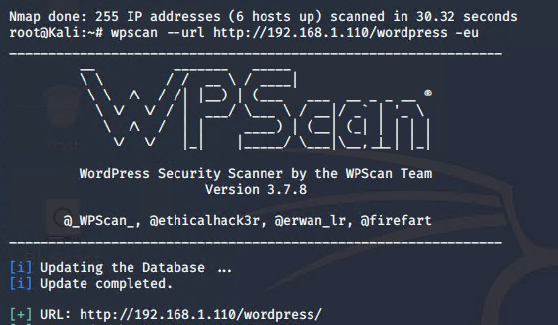 Nmap done: 255 IP addresses (6 hosts up) scanned in 30.32 seconds
root@Kali:~# wpscan --url http://192.168.1.110/wordpress -eu
WPScan ®
WordPress Security Scanner by the WPScan Team
Version 3.7.8
@_WPScan_, @ethicalhack3r, @erwan_lr, @firefart
[i] Updating the Database ...
[i] Update completed.
[+] URL: http://192.168.1.110/wordpress/